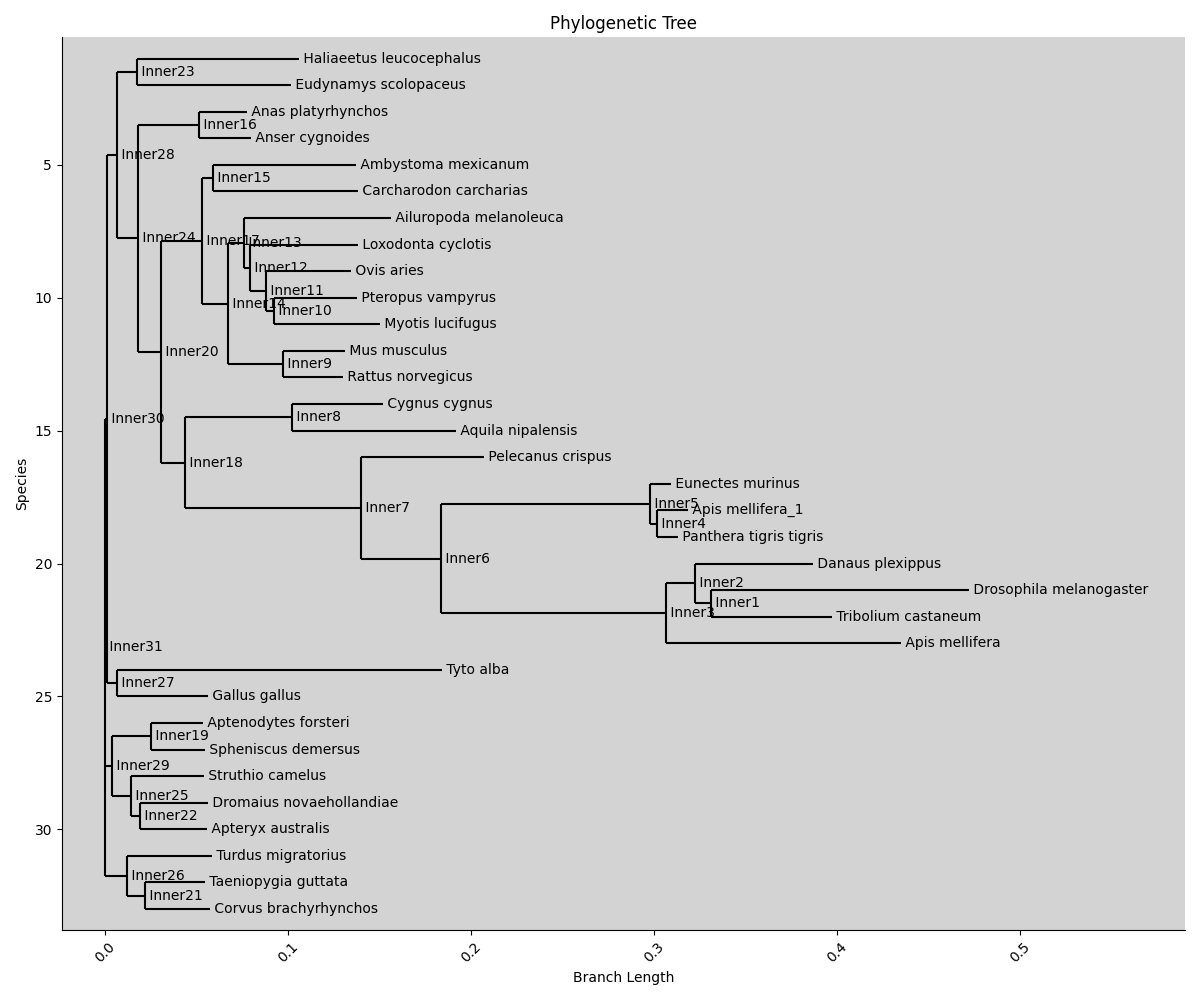 Phylogenetic Tree
Haliaeetus leucocephalus
Inner23
Eudynamys scolopaceus
Anas platyrhynchos
Inner16
Anser cygnoides
Inner28
Ambystoma mexicanum
Inner15
Carcharodon carcharias
Ailuropoda melanoleuca
Inner24
Inner17
Inner13
Loxodonta cyclotis
Inner12
Ovis aries
Inner11
Pteropus vampyrus
Inner14
Inner10
Myotis lucifugus
Mus musculus
Inner20
Inner9
Rattus norvegicus
Cygnus cygnus
Inner30
Inner8
Aquila nipalensis
Pelecanus crispus
Inner18
Eunectes murinus
Inner5
Inner7
Apis mellifera_1
Inner4
Panthera tigris tigris
Inner6
Danaus plexippus
Inner2
Drosophila melanogaster
Inner1
Inner3
Tribolium castaneum
Apis mellifera
Inner31
Tyto alba
Inner27
Gallus gallus
Aptenodytes forsteri
Inner19
Spheniscus demersus
Inner29
Struthio camelus
Inner25
Dromaius novaehollandiae
Inner22
Apteryx australis
Turdus migratorius
Inner26
Taeniopygia guttata
Inner21
Corvus brachyrhynchos
5
10
15
20
25
30
Species
0.0
0.1
0.2
0.3
0.4
0.5
Branch Length